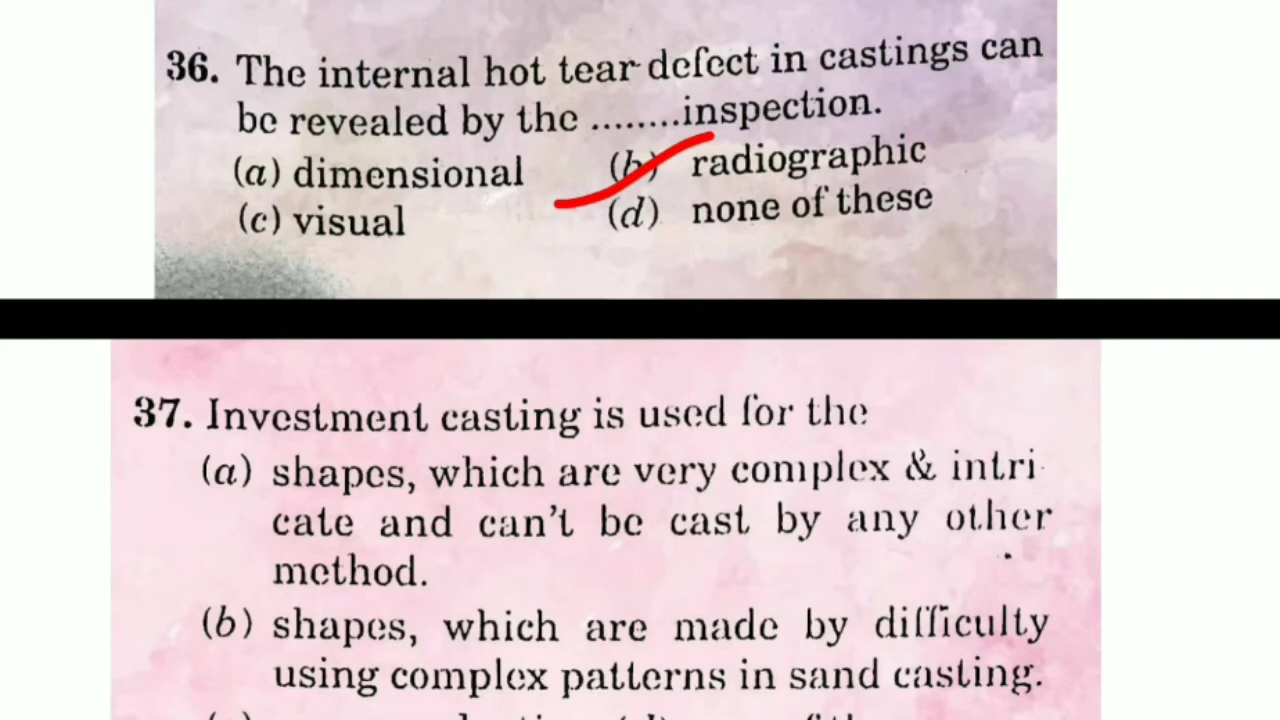 36. The internal hot tear defect in castings can
be revealed by the ........inspection.
(a) dimensional (b) radiographic
(c) visual (d) none of these
37. Investment casting is used for the
(a) shapes, which are very complex & intri-
cate and can't be cast by any other
method.
(b) shapes, which are made by difficulty
using complex patterns in sand casting.